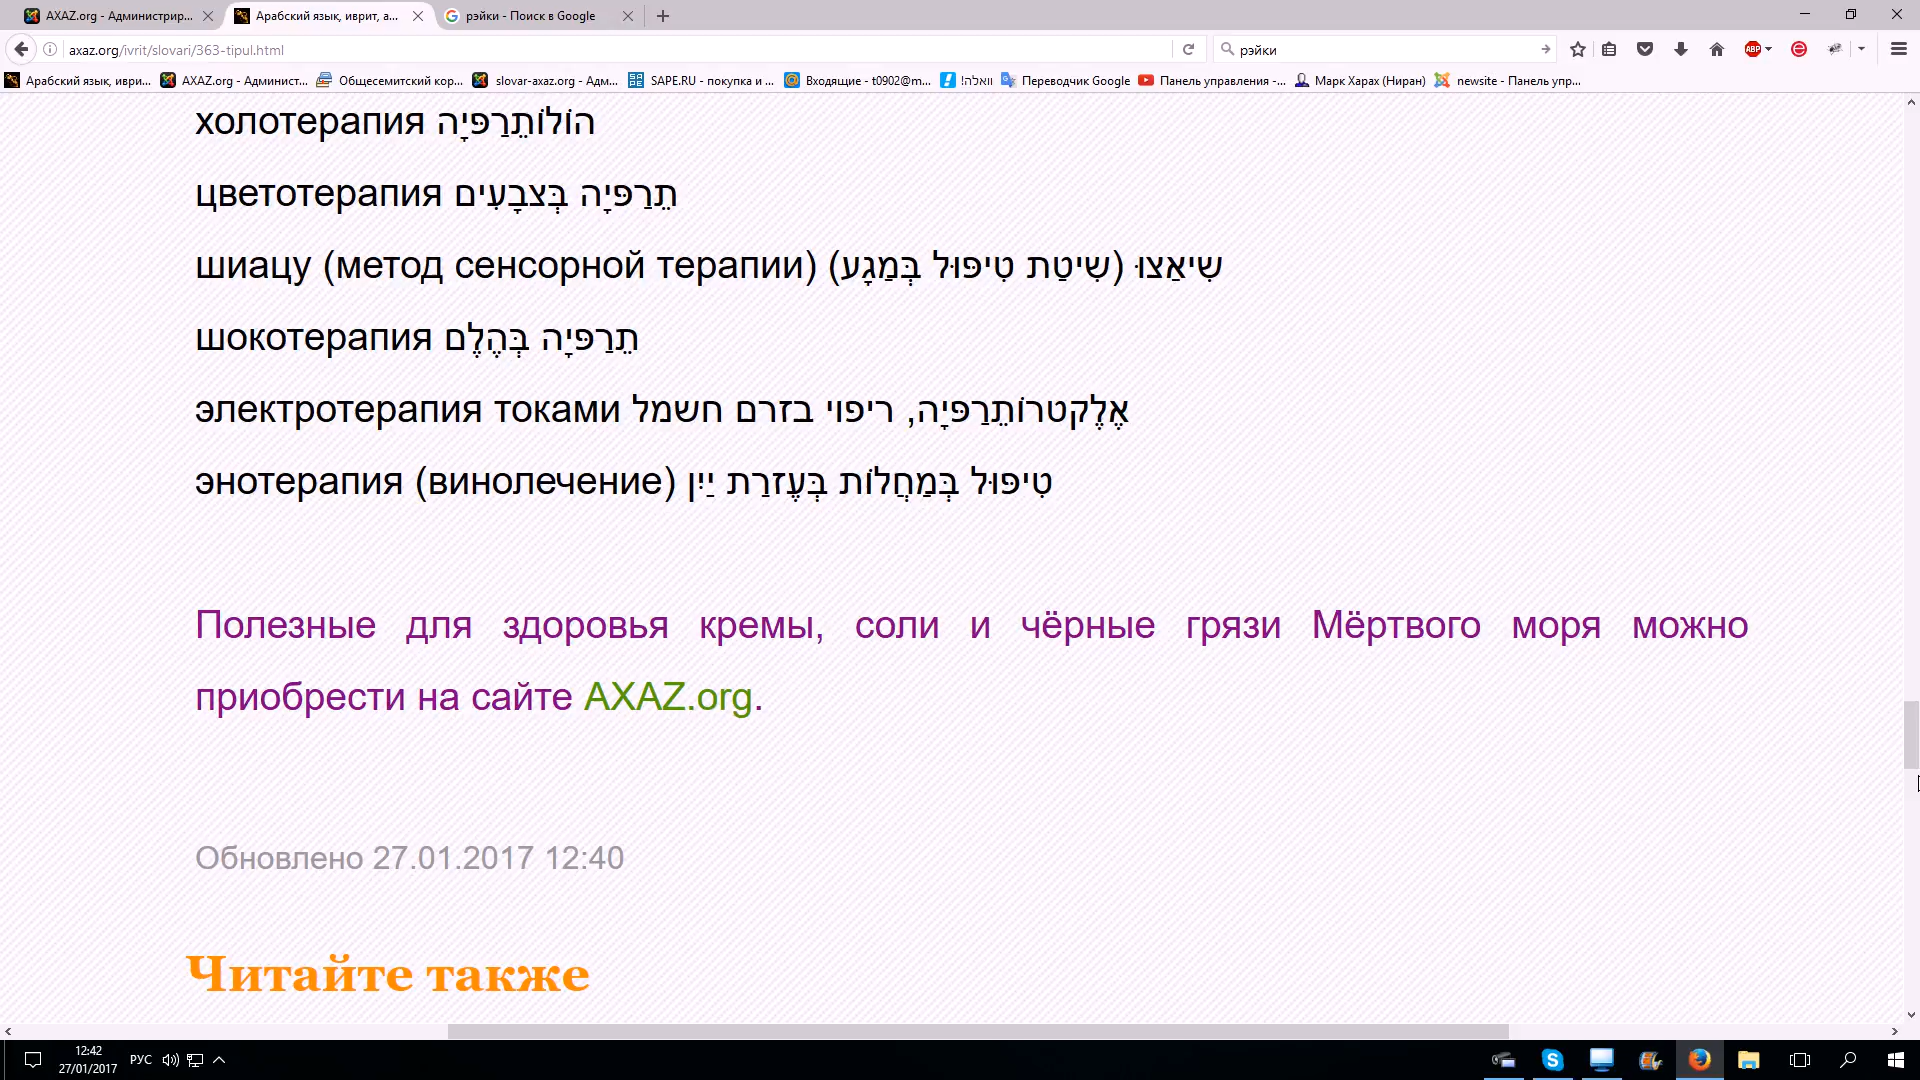 AXAZ.org - Администрир...
Арабский язык, иврит, а...
рэйки - Поиск в Google
axaz.org/ivrit/slovari/363-tipul.html
рэйки
ABP
Арабский язык, иври...
AXAZ.org - Админист...
Общесемитский кор...
slovar-axaz.org - Адм...
SAPE.RU - покупка и ...
Входящие - t0902@m...
וואלה!
Переводчик Google
Панель управления -...
Марк Харах (Ниран)
newsite - Панель упр...
холотерапия הוֹלוֹתֵרַפּיָה
цветотерапия תֵרַפּיָה בְּצבָעִים
шиацу (метод сенсорной терапии) שִיאַצוּ (שִיטַת טִיפּוּל בְּמַגָע)
шокотерапия תֵרַפּיָה בְּהֶלֶם
электротерапия токами אֶלֶקטרוֹתֵרַפּיָה, ריפוי בזרם חשמל
энотерапия (винолечение) טִיפּוּל בְּמַחֲלוֹת בְּעֶזרַת יַיִן
Полезные для здоровья кремы, соли и чёрные грязи Мёртвого моря можно
приобрести на сайте AXAZ.org.
Обновлено 27.01.2017 12:40
Читайте также
12:42
27/01/2017
РУС